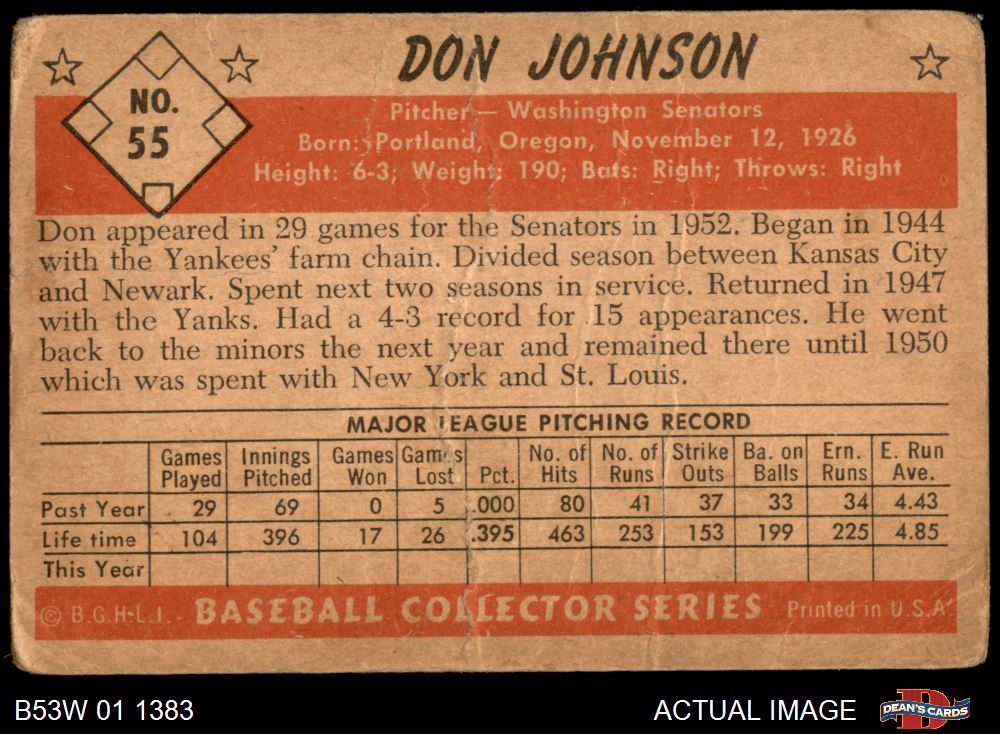 DON JOHNSON
NO.
55
Pitcher — Washington Senators
Born: Portland, Oregon, November 12, 1926
Height: 6-3; Weight: 190; Bats: Right; Throws: Right
Don appeared in 29 games for the Senators in 1952. Began in 1944
with the Yankees' farm chain. Divided season between Kansas City
and Newark. Spent next two seasons in service. Returned in 1947
with the Yanks. Had a 4-3 record for 15 appearances. He went
back to the minors the next year and remained there until 1950
which was spent with New York and St. Louis.
MAJOR LEAGUE PITCHING RECORD
Games Played Innings Pitched Games Won Games Lost Pct. No. of Hits No. of Runs Strike Outs Ba. on Balls Ern. Runs E. Run Ave.
Past Year 29 69 0 5 .000 80 41 37 33 34 4.43
Life time 104 396 17 26 .395 463 253 153 199 225 4.85
This Year
© B.G.H.L.I. - BASEBALL COLLECTOR SERIES Printed in U.S.A
B53W 01 1383 ACTUAL IMAGE D DEAN'S CARDS